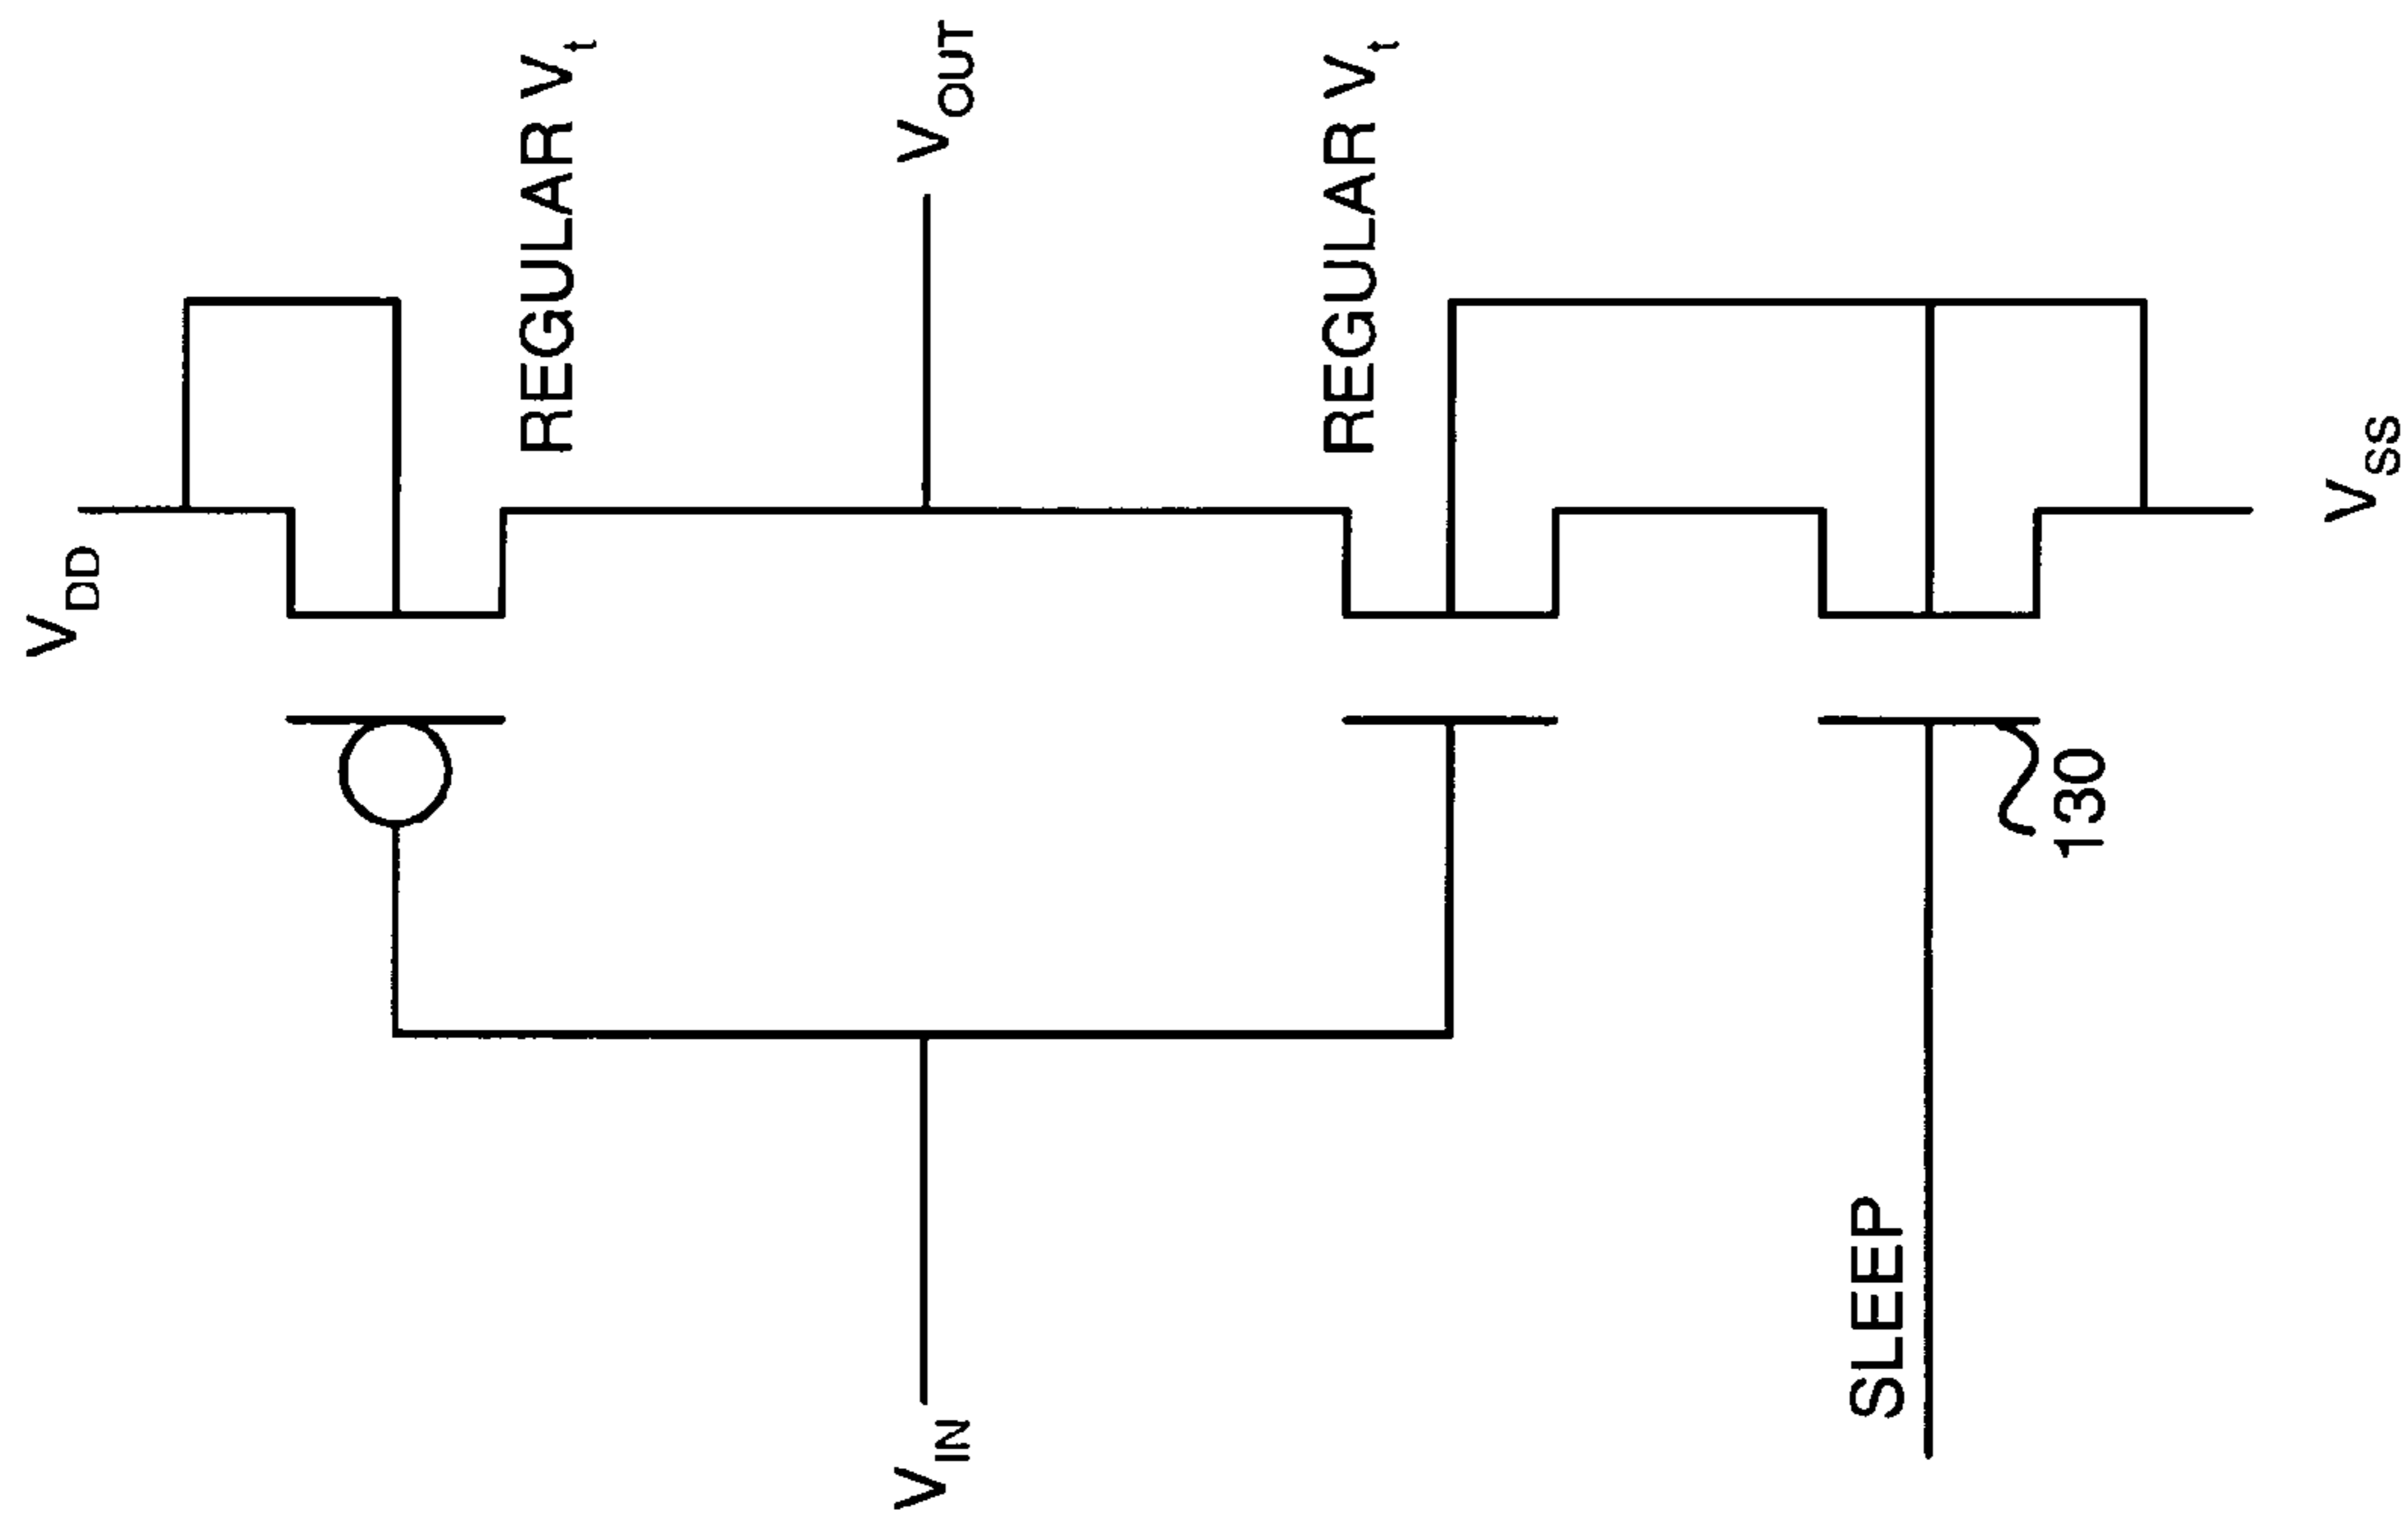 V_DD
REGULAR V_t
V_OUT
V_IN
REGULAR V_t
SLEEP
130
V_SS